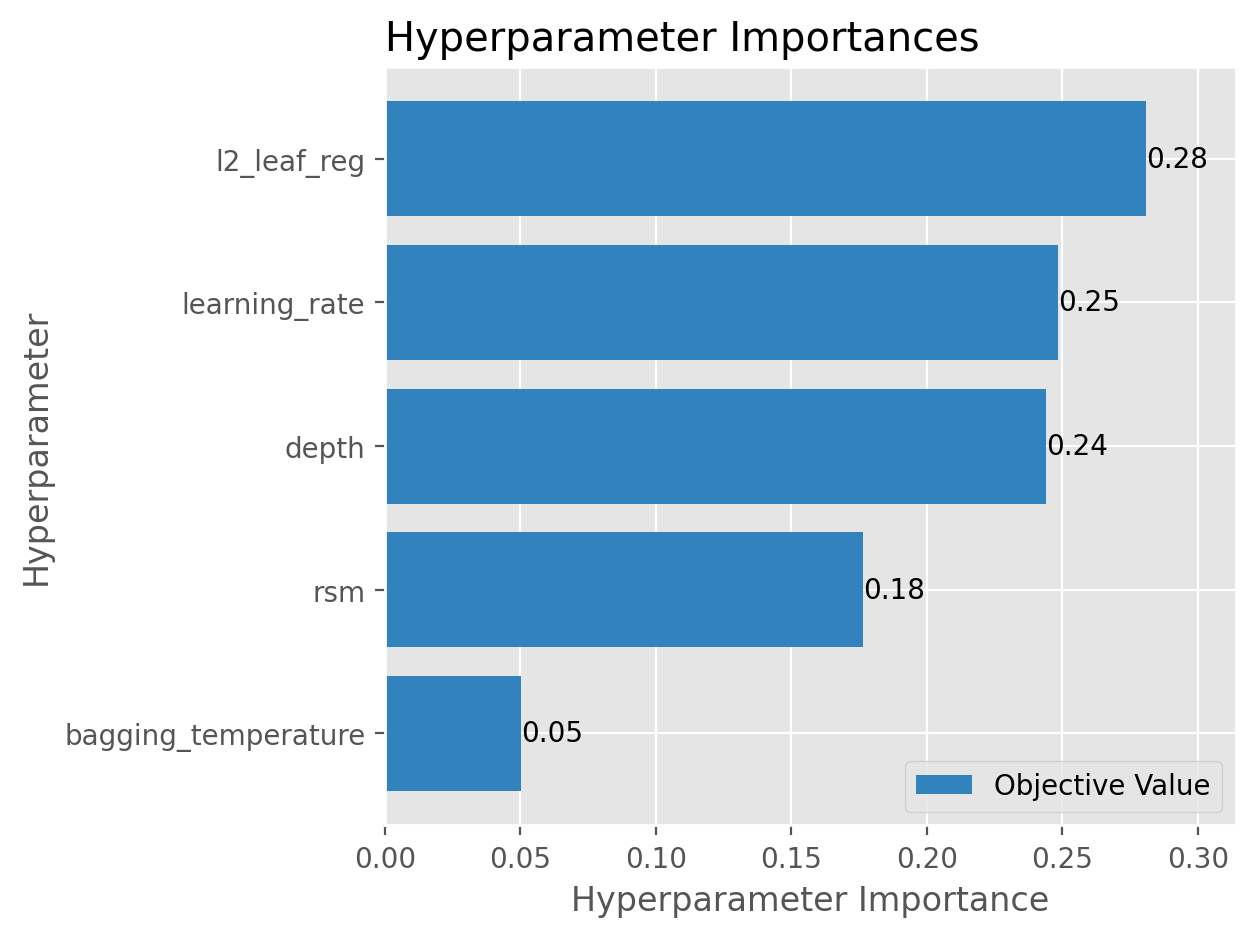 Hyperparameter Importances
Hyperparameter
l2_leaf_reg
0.28
learning_rate
0.25
depth
0.24
rsm
0.18
bagging_temperature
0.05
Objective Value
0.00 0.05 0.10 0.15 0.20 0.25 0.30
Hyperparameter Importance